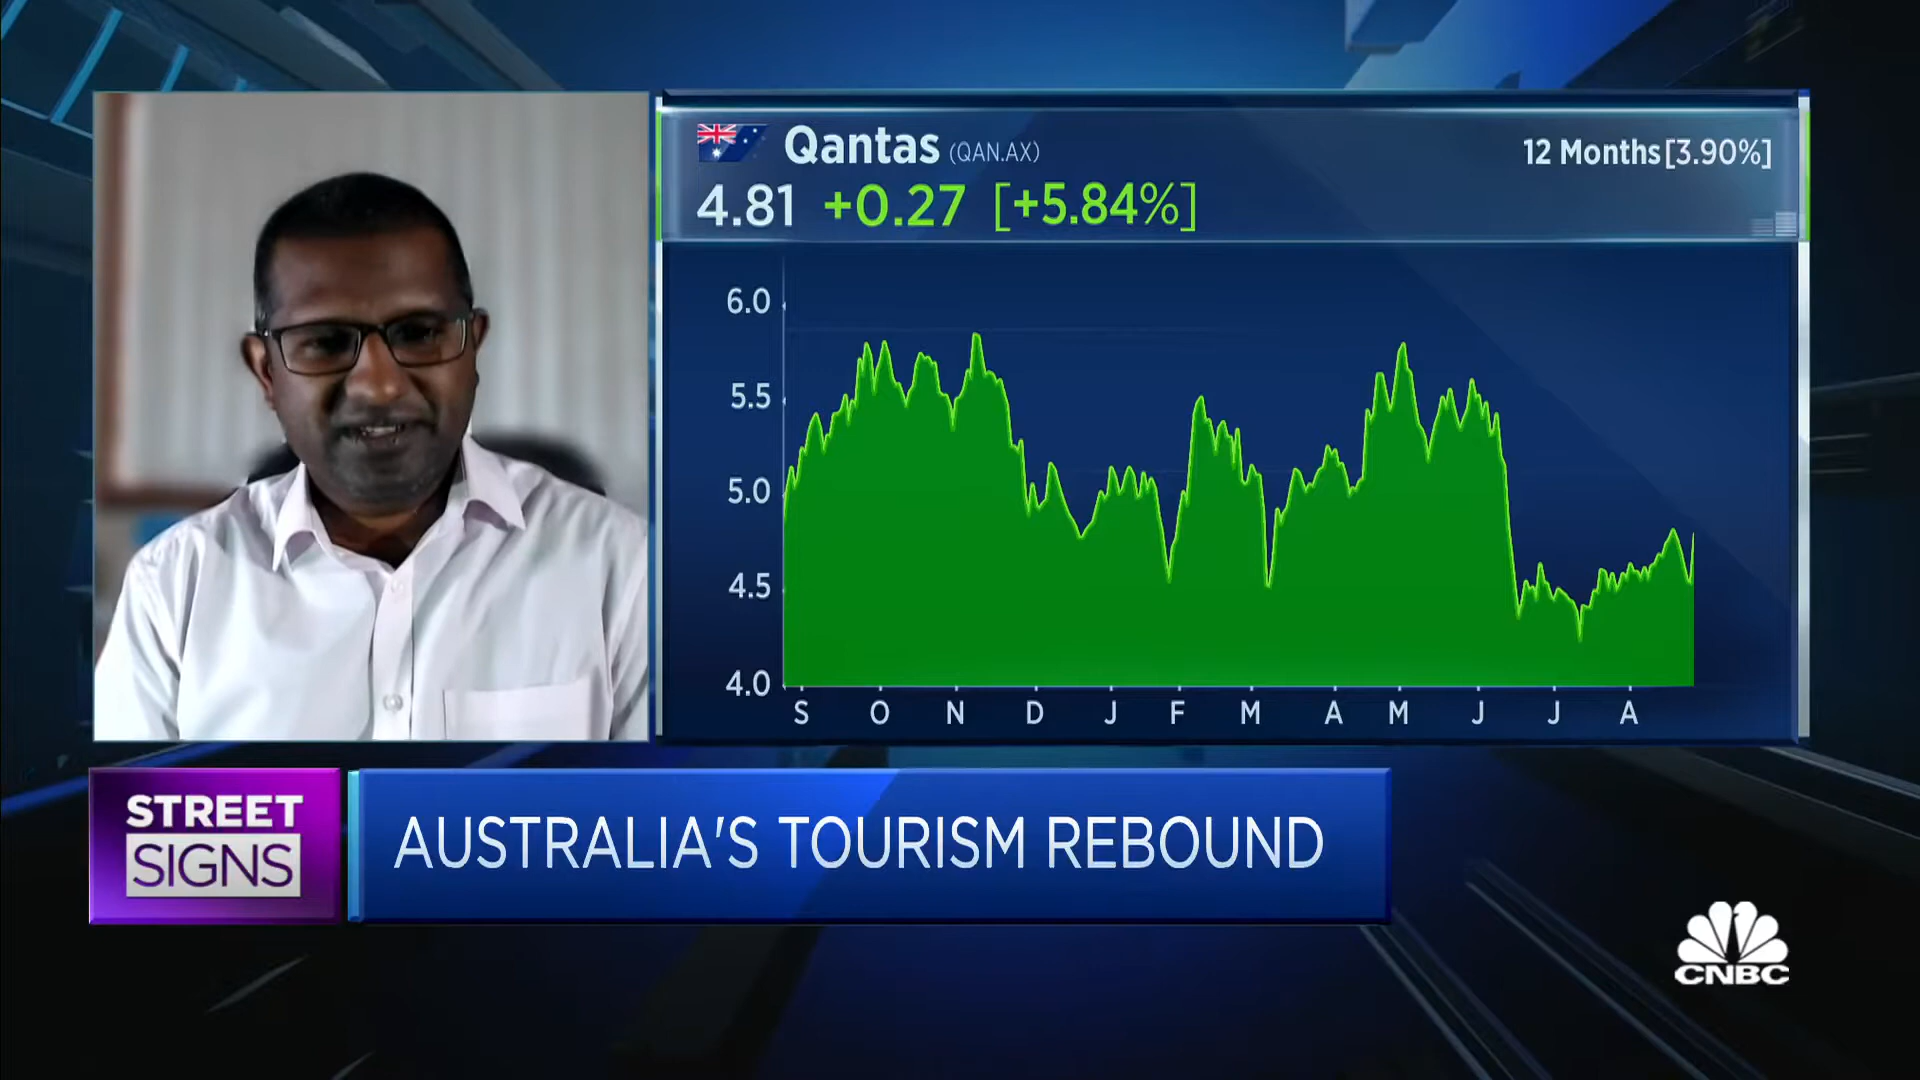 Qantas (QAN.AX)
12 Months [3.90%]
4.81 +0.27 [+5.84%]
6.0
5.5
5.0
4.5
4.0
S O N D J F M A M J J A
STREET
SIGNS
AUSTRALIA'S TOURISM REBOUND
CNBC